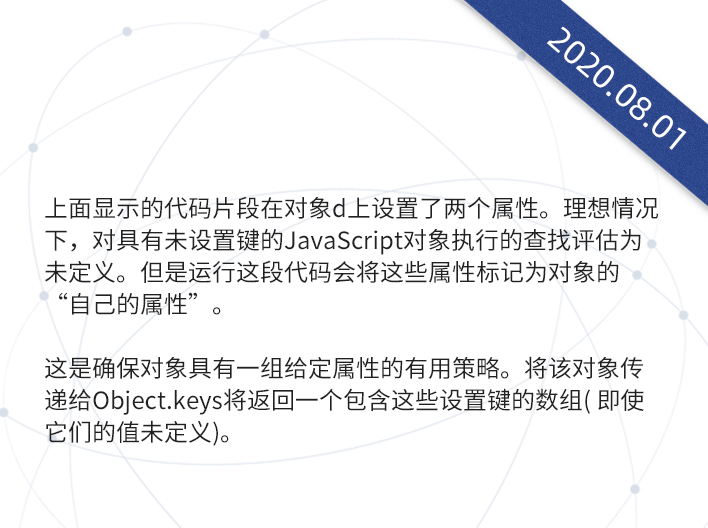 2020.08.01
上面显示的代码片段在对象d上设置了两个属性。理想情况
下，对具有未设置键的JavaScript对象执行的查找评估为
未定义。但是运行这段代码会将这些属性标记为对象的
“自己的属性”。
这是确保对象具有一组给定属性的有用策略。将该对象传
递给Object.keys将返回一个包含这些设置键的数组( 即使
它们的值未定义)。